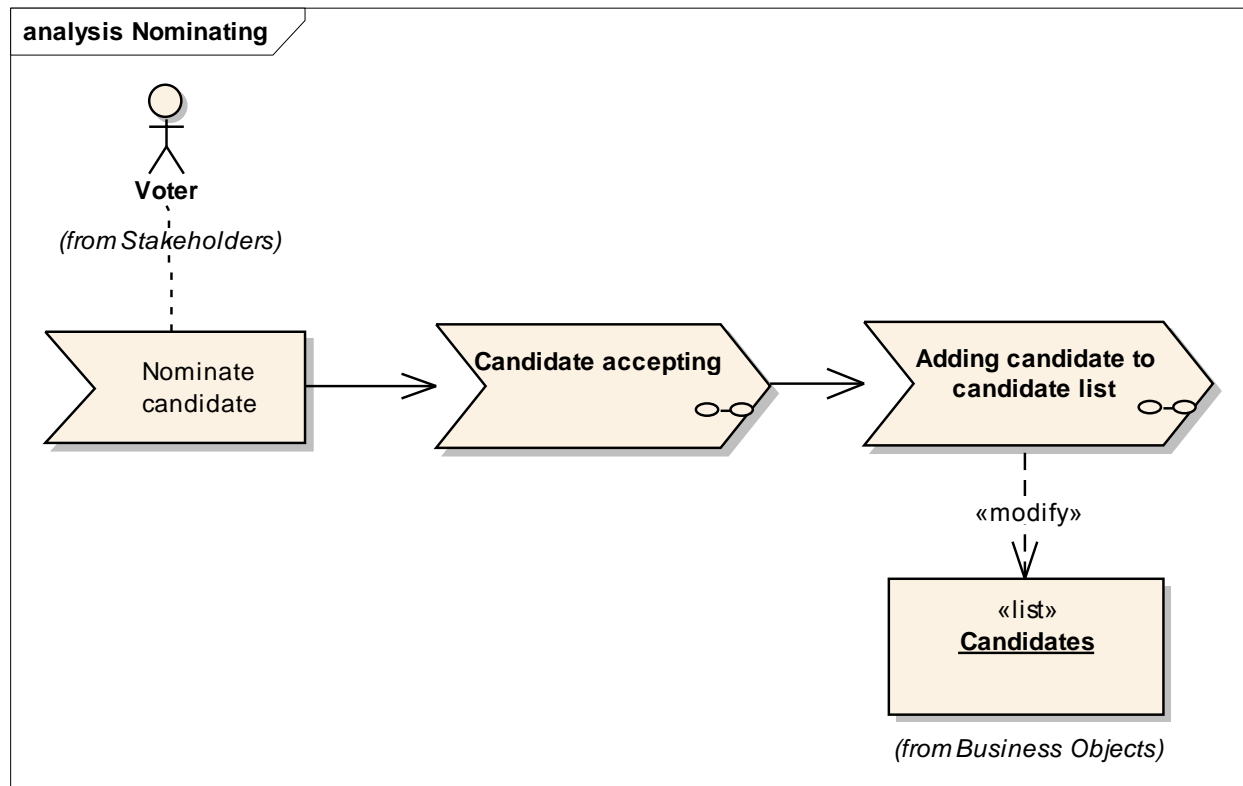 analysis Nominating
Voter
(from Stakeholders)
Nominate
candidate
Candidate accepting
Adding candidate to
candidate list
«modify»
«list»
Candidates
(from Business Objects)